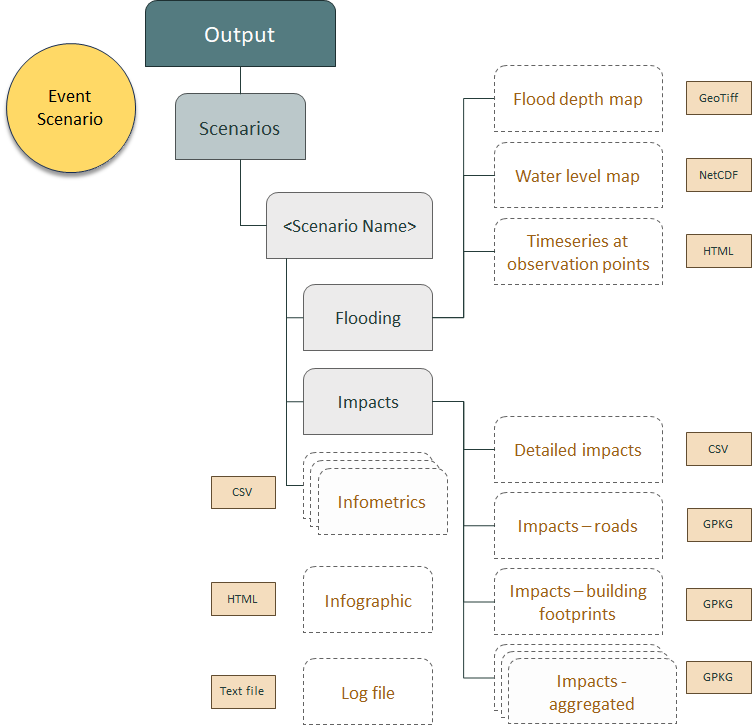 Output
Event
Scenario
Scenarios
<Scenario Name>
Flooding
Flood depth map
GeoTiff
Water level map
NetCDF
Timeseries at
observation points
HTML
Impacts
Detailed impacts
CSV
Impacts – roads
GPKG
Impacts – building
footprints
GPKG
Impacts -
aggregated
GPKG
CSV
Infometrics
HTML
Infographic
Text file
Log file